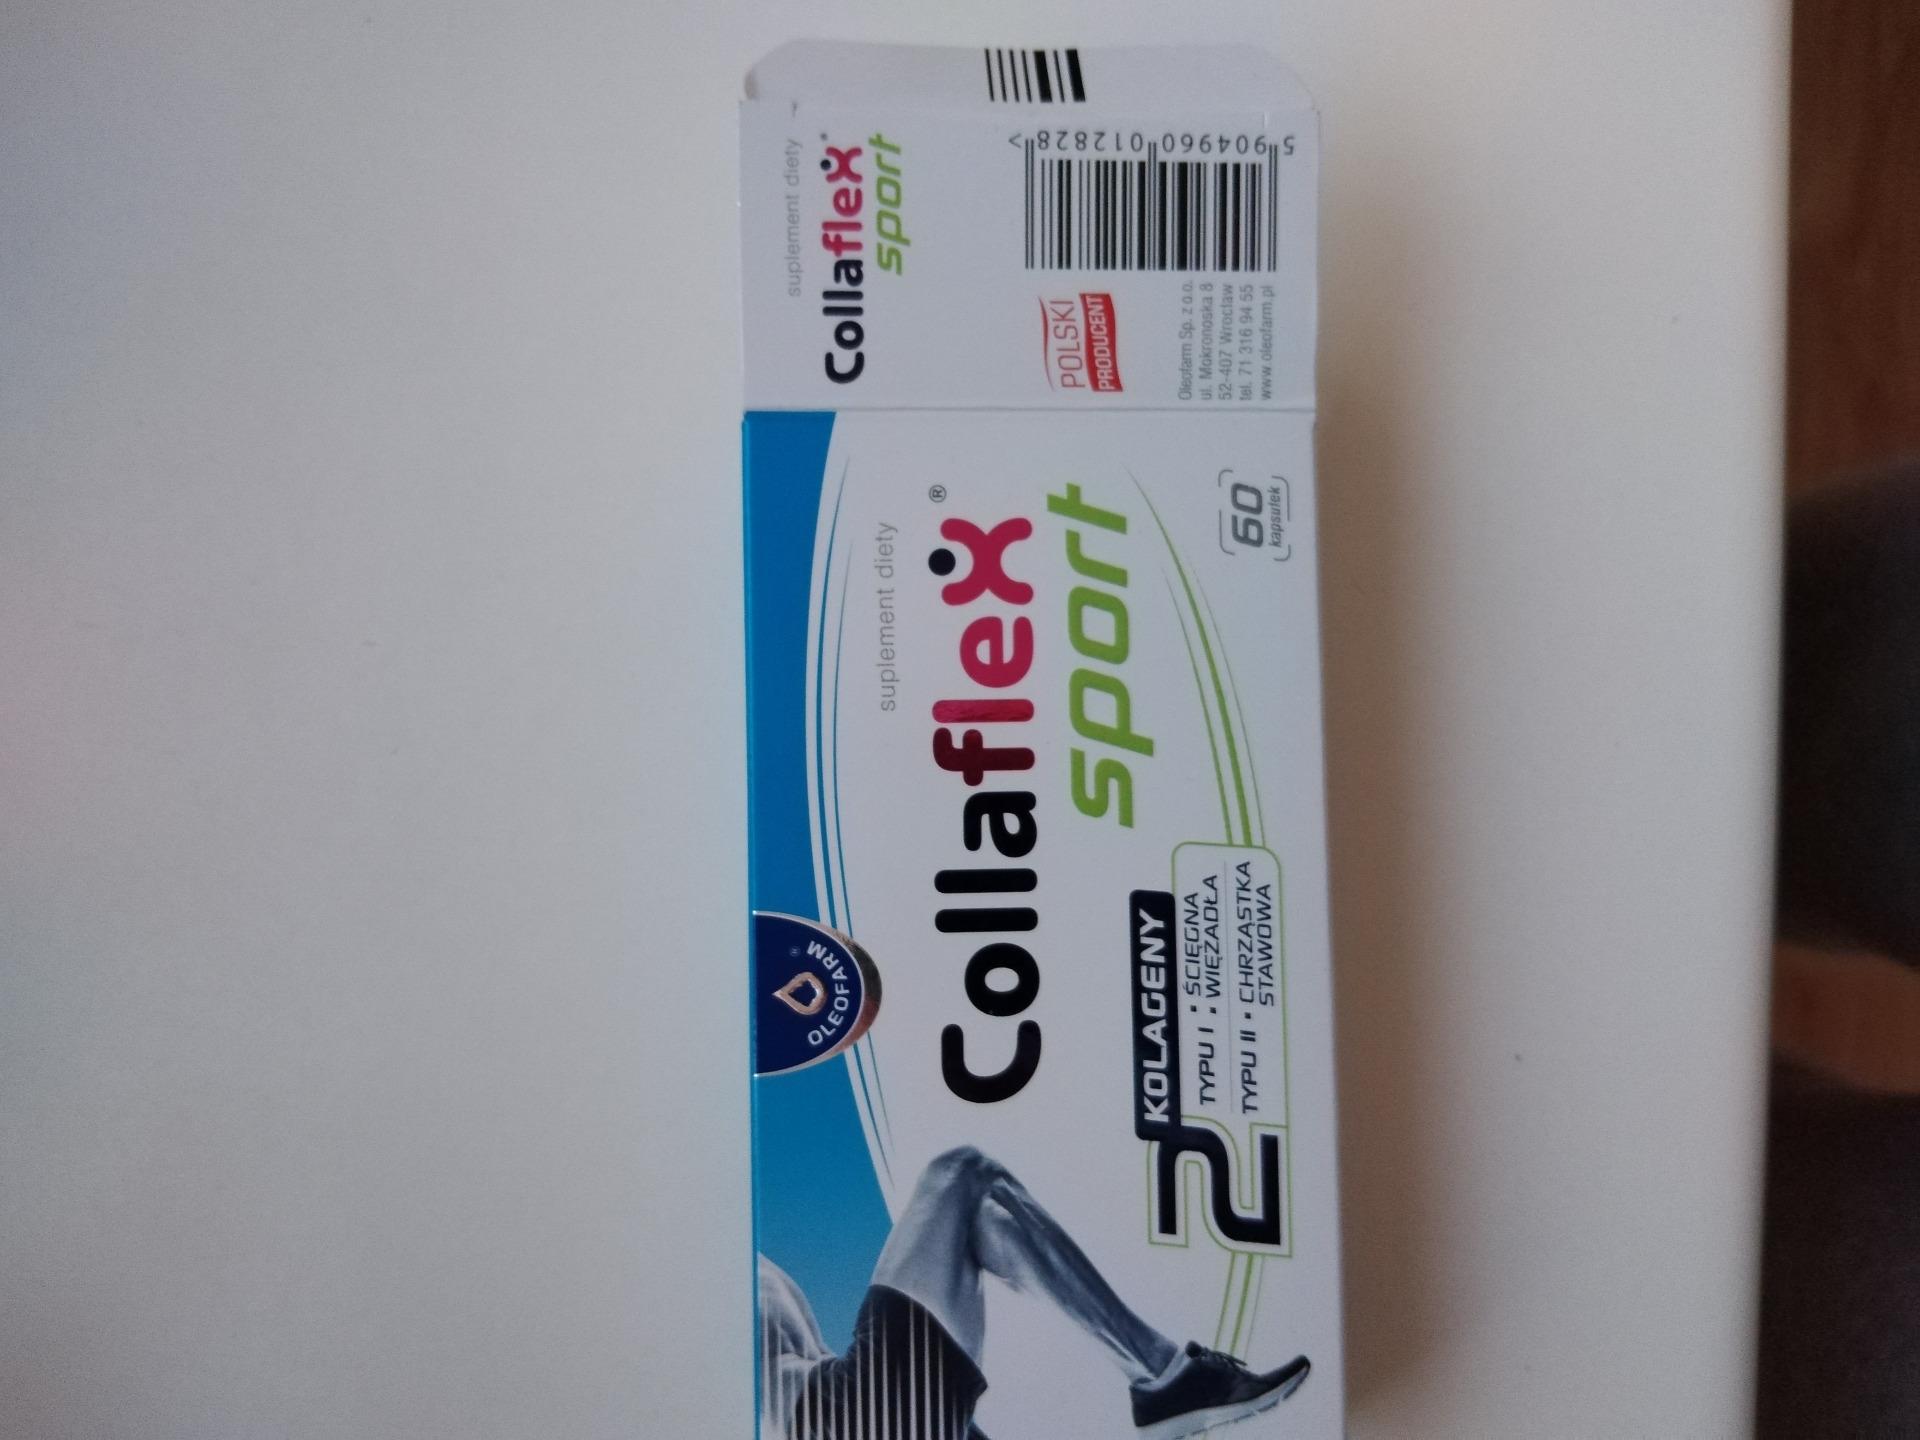 suplement diety
Collaflex®
sport
POLSKI
PRODUCENT
5 904960 012828 >
Oleofarm Sp. z o.o.
ul. Mokronoska 8
52-407 Wrocław
tel. 71 316 94 55
www.oleofarm.pl
OLEOFARM®
suplement diety
Collaflex®
sport
2 KOLAGENY
TYPU I • ŚCIĘGNA
• WIĘZADŁA
TYPU II • CHRZĄSTKA
STAWOWA
60
kapsułek